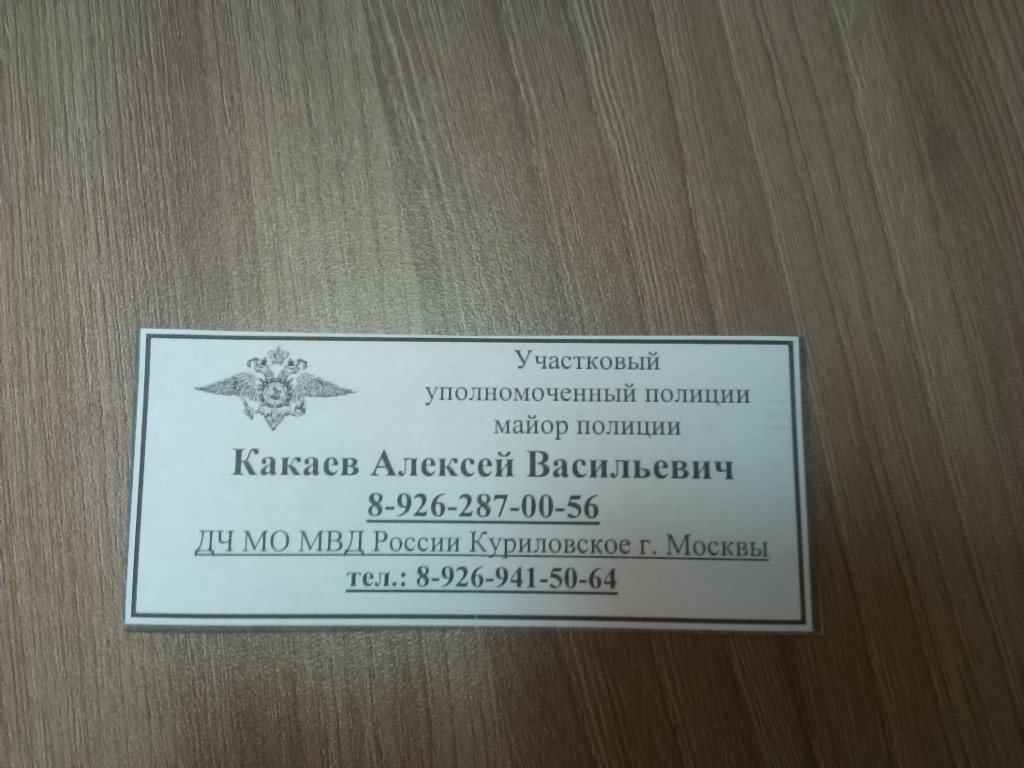 Участковый
уполномоченный полиции
майор полиции
Какаев Алексей Васильевич
8-926-287-00-56
ДЧ МО МВД России Куриловское г. Москвы
тел.: 8-926-941-50-64